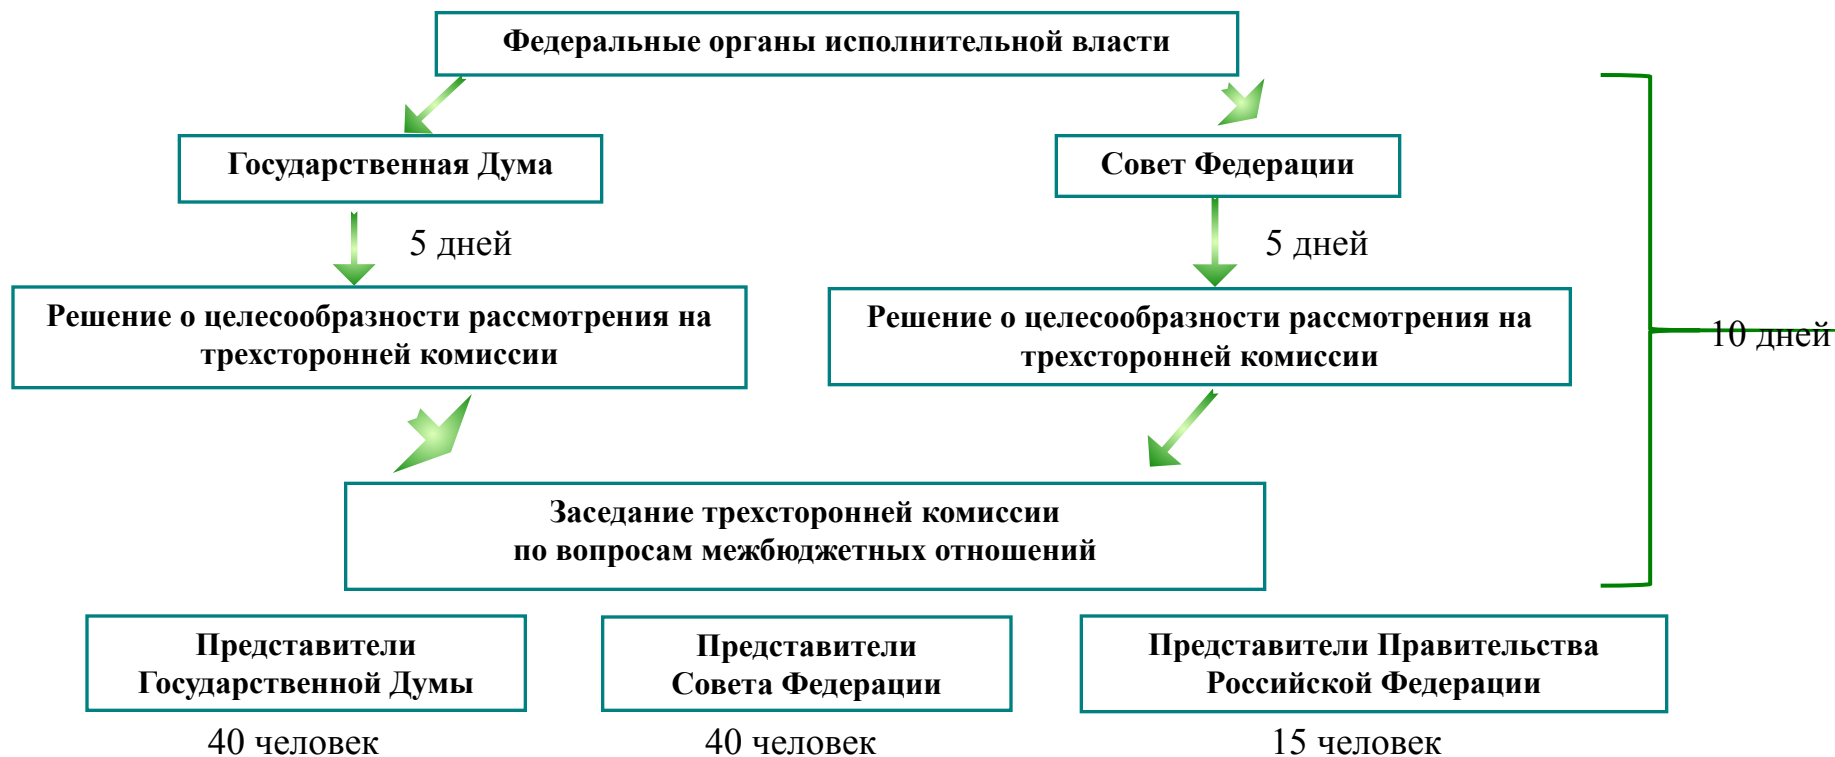 Федеральные органы исполнительной власти
Государственная Дума
Совет Федерации
5 дней
5 дней
Решение о целесообразности рассмотрения на
трехсторонней комиссии
Решение о целесообразности рассмотрения на
трехсторонней комиссии
10 дней
Заседание трехсторонней комиссии
по вопросам межбюджетных отношений
Представители
Государственной Думы
Представители
Совета Федерации
Представители Правительства
Российской Федерации
40 человек
40 человек
15 человек